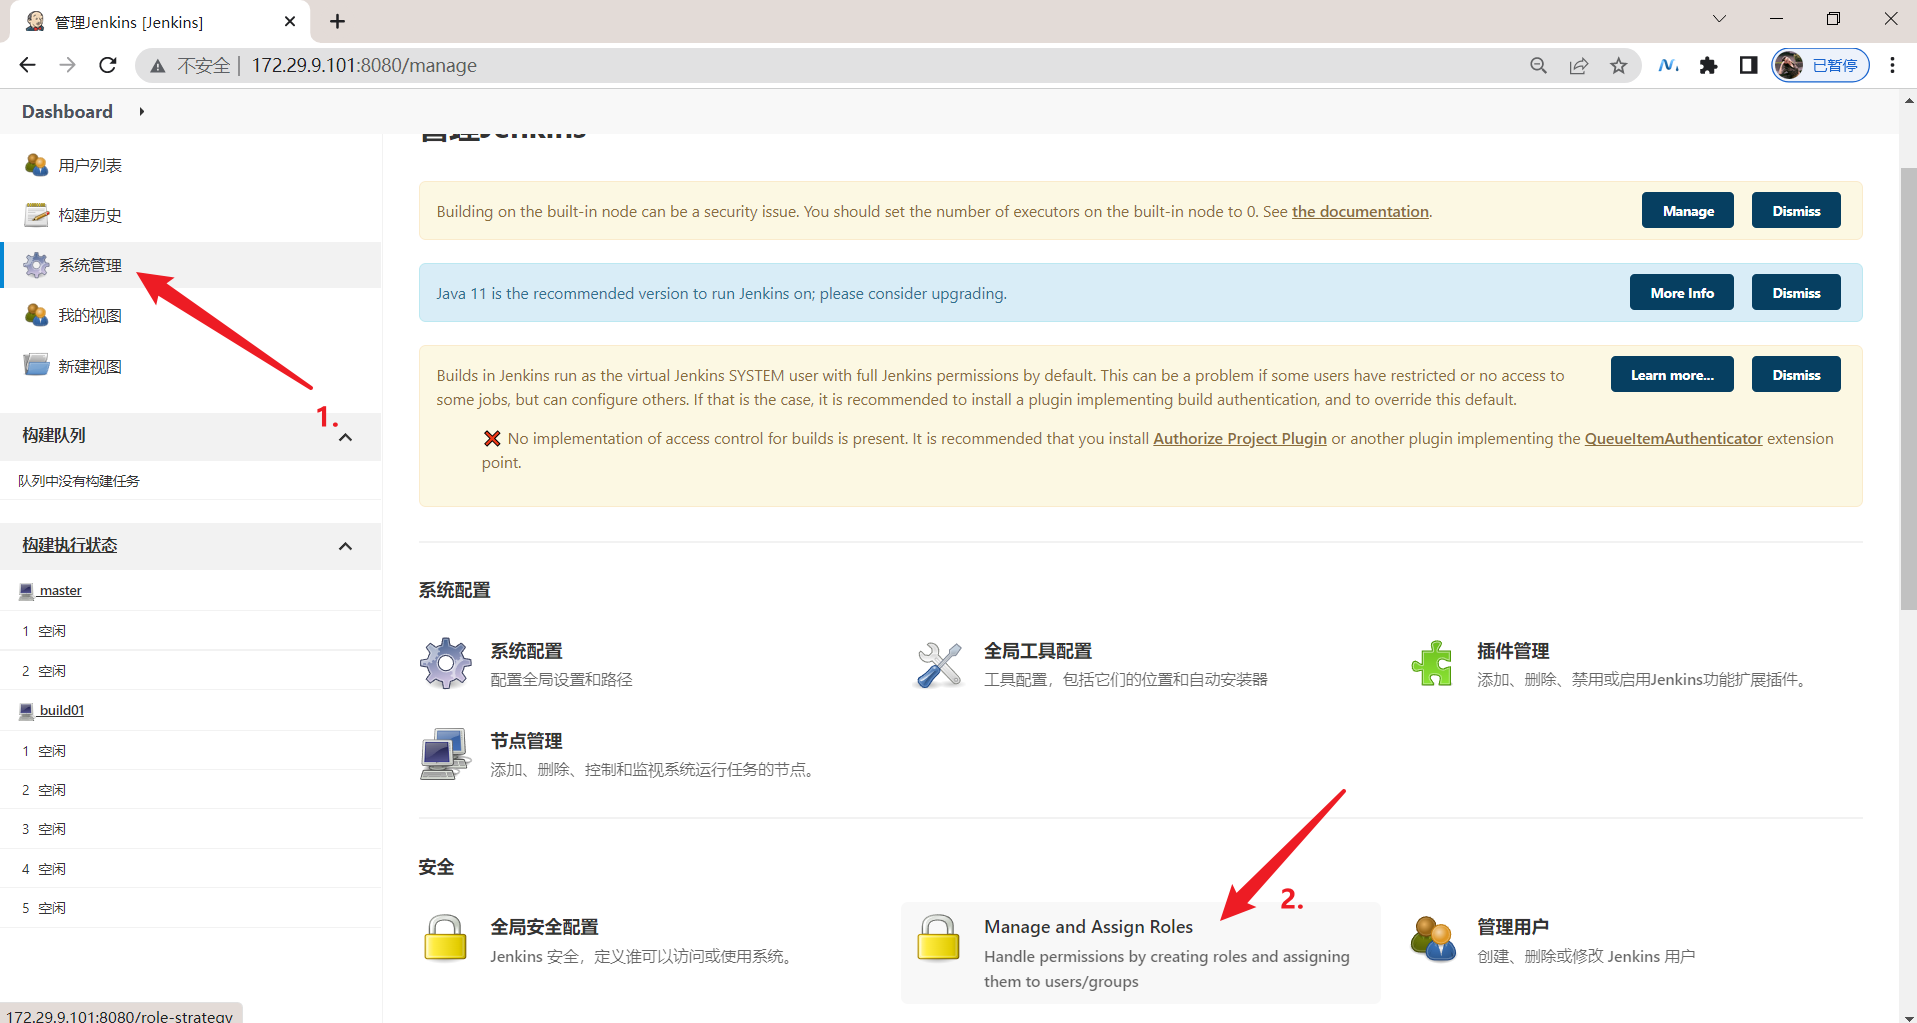 管理Jenkins [Jenkins]
不安全 | 172.29.9.101:8080/manage
已暂停
Dashboard
管理Jenkins
用户列表
构建历史
系统管理
我的视图
新建视图
1.
构建队列
队列中没有构建任务
构建执行状态
master
1 空闲
2 空闲
build01
1 空闲
2 空闲
3 空闲
4 空闲
5 空闲
Building on the built-in node can be a security issue. You should set the number of executors on the built-in node to 0. See the documentation.
Manage
Dismiss
Java 11 is the recommended version to run Jenkins on; please consider upgrading.
More Info
Dismiss
Builds in Jenkins run as the virtual Jenkins SYSTEM user with full Jenkins permissions by default. This can be a problem if some users have restricted or no access to
some jobs, but can configure others. If that is the case, it is recommended to install a plugin implementing build authentication, and to override this default.
Learn more...
Dismiss
No implementation of access control for builds is present. It is recommended that you install Authorize Project Plugin or another plugin implementing the QueueItemAuthenticator extension
point.
系统配置
系统配置
配置全局设置和路径
全局工具配置
工具配置，包括它们的位置和自动安装器
插件管理
添加、删除、禁用或启用Jenkins功能扩展插件。
节点管理
添加、删除、控制和监视系统运行任务的节点。
安全
2.
全局安全配置
Jenkins 安全，定义谁可以访问或使用系统。
Manage and Assign Roles
Handle permissions by creating roles and assigning
them to users/groups
管理用户
创建、删除或修改 Jenkins 用户
172.29.9.101:8080/role-strategy